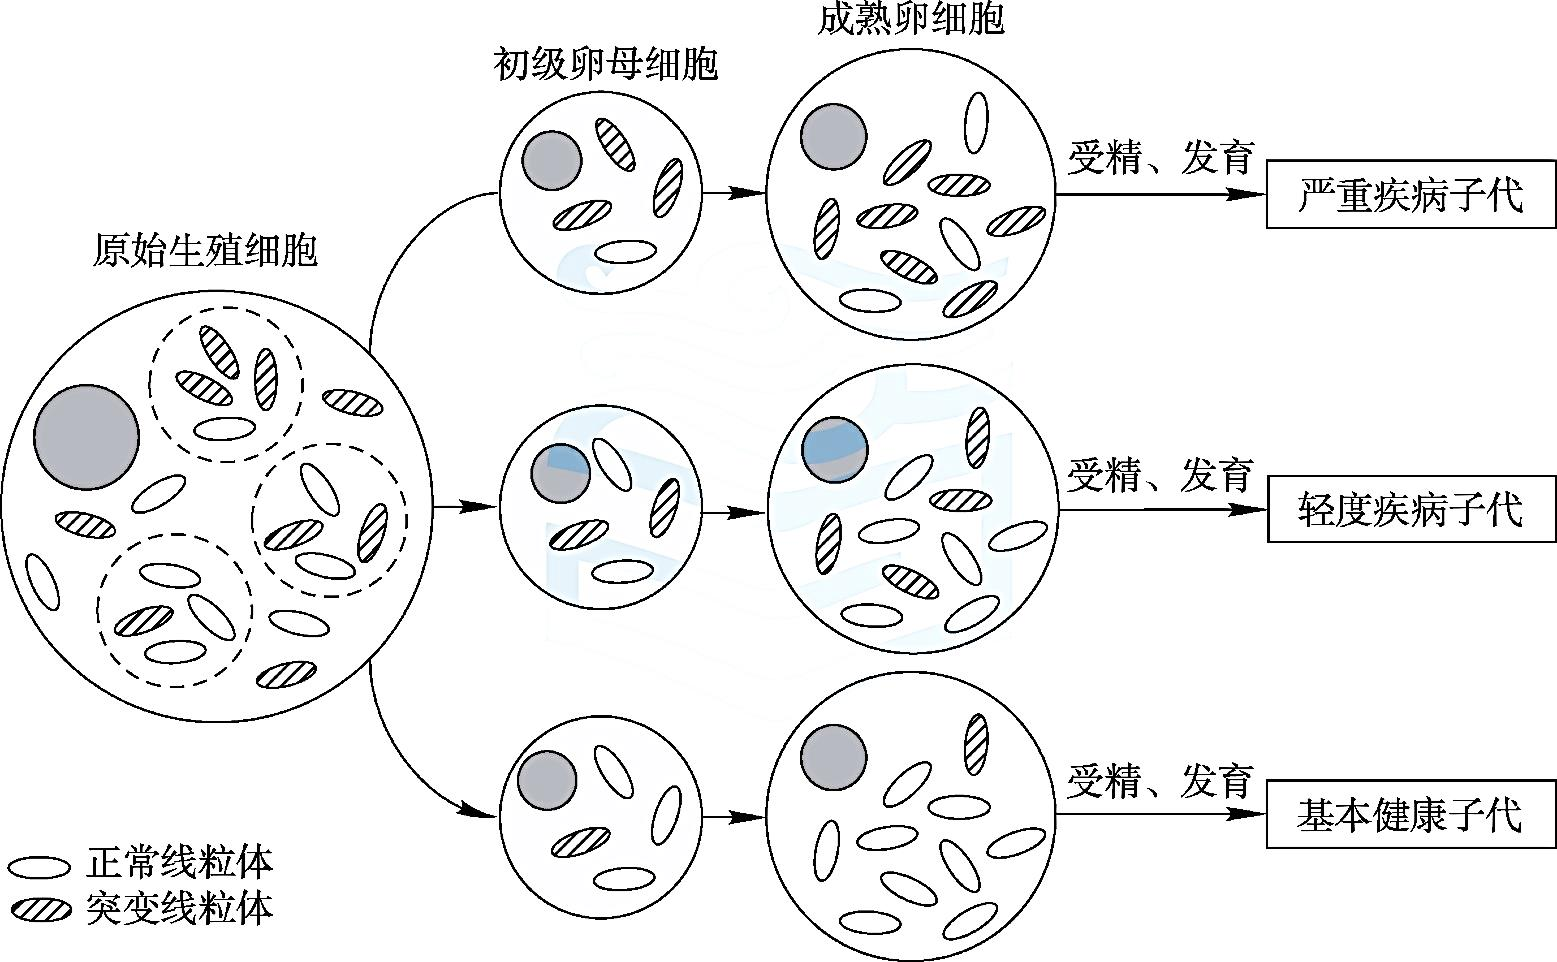 成熟卵细胞
初级卵母细胞
受精、发育
严重疾病子代
原始生殖细胞
受精、发育
轻度疾病子代
受精、发育
基本健康子代
正常线粒体
突变线粒体